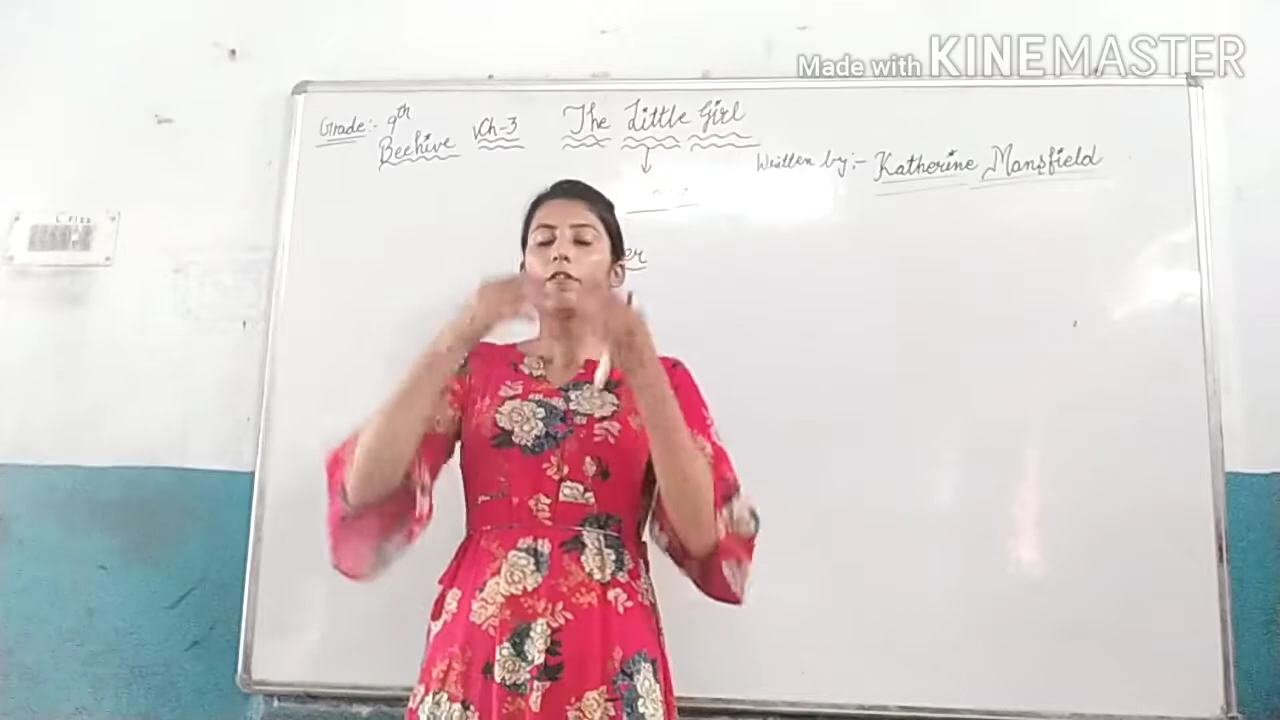 Made with KINEMASTER
Grade:- 9th
Beehive Ch-3 The Little Girl
Written by:- Katherine Mansfield